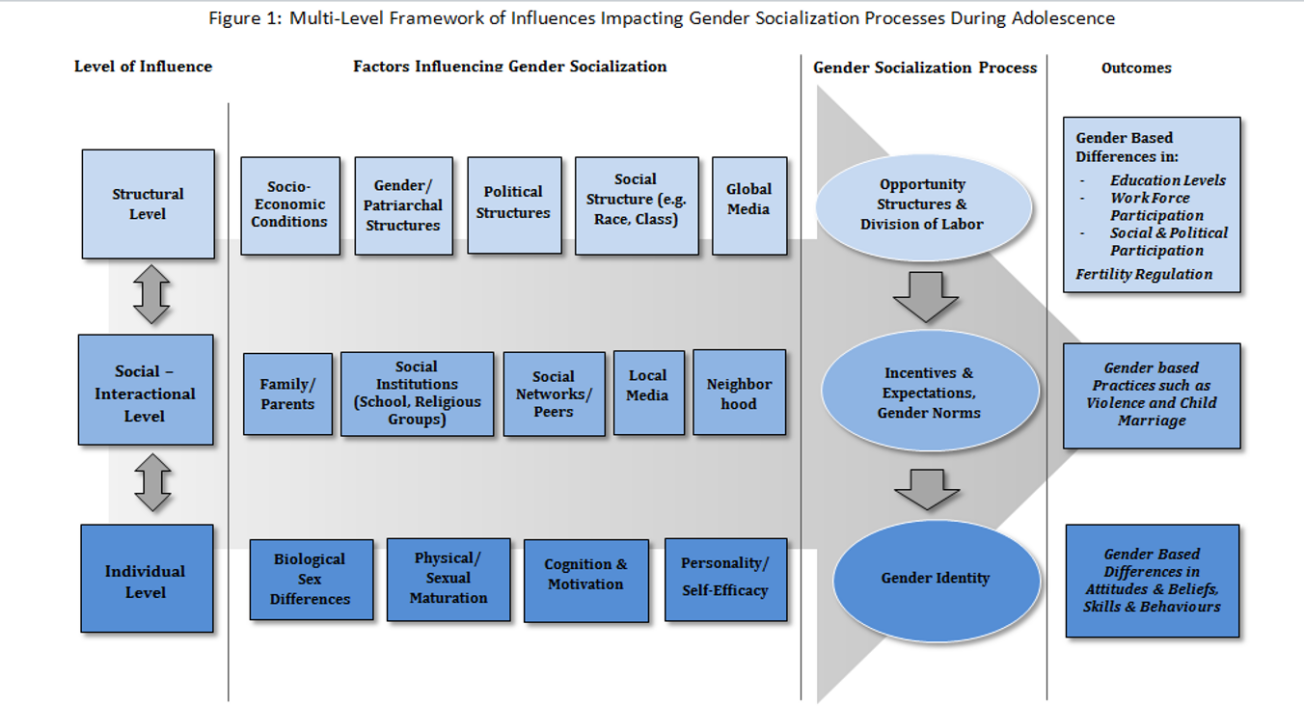 Figure 1: Multi-Level Framework of Influences Impacting Gender Socialization Processes During Adolescence
Level of Influence
Factors Influencing Gender Socialization
Gender Socialization Process
Outcomes
Structural
Level
Socio-
Economic
Conditions
Gender/
Patriarchal
Structures
Political
Structures
Social
Structure (e.g.
Race, Class)
Global
Media
Opportunity
Structures &
Division of Labor
Gender Based
Differences in:
- Education Levels
- Work Force
Participation
- Social & Political
Participation
Fertility Regulation
Social –
Interactional
Level
Family/
Parents
Social
Institutions
(School, Religious
Groups)
Social
Networks/
Peers
Local
Media
Neighbor
hood
Incentives &
Expectations,
Gender Norms
Gender based
Practices such as
Violence and Child
Marriage
Individual
Level
Biological
Sex
Differences
Physical/
Sexual
Maturation
Cognition &
Motivation
Personality/
Self-Efficacy
Gender Identity
Gender Based
Differences in
Attitudes & Beliefs,
Skills & Behaviours